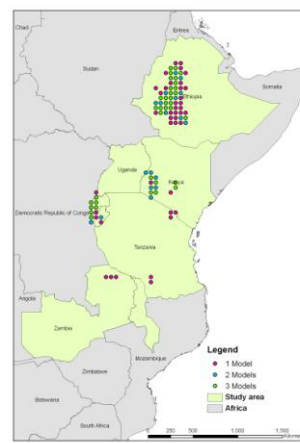 Chad
Eritrea
Sudan
Ethiopia
Somalia
Uganda
Kenya
Democratic Republic of Congo
Tanzania
Angola
Zambia
Mozambique
Zimbabwe
Botswana
South Africa
Legend
1 Model
2 Models
3 Models
Study area
Africa
0 250 500 1,000 1,500